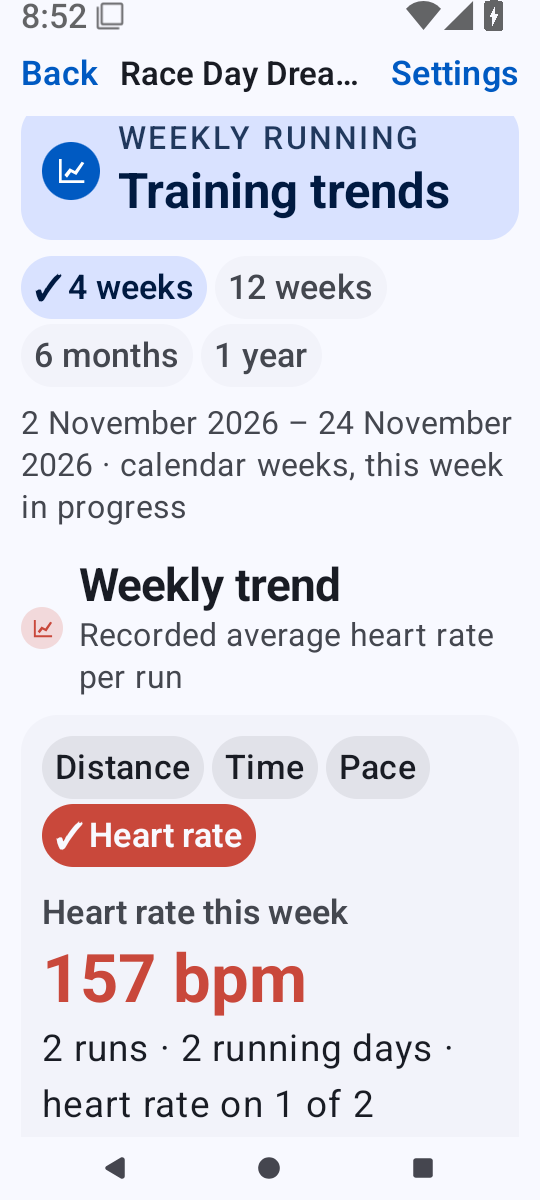 8:52
Back Race Day Drea... Settings
WEEKLY RUNNING
Training trends
✓ 4 weeks 12 weeks
6 months 1 year
2 November 2026 – 24 November
2026 · calendar weeks, this week
in progress
Weekly trend
Recorded average heart rate
per run
Distance Time Pace
✓ Heart rate
Heart rate this week
157 bpm
2 runs · 2 running days ·
heart rate on 1 of 2